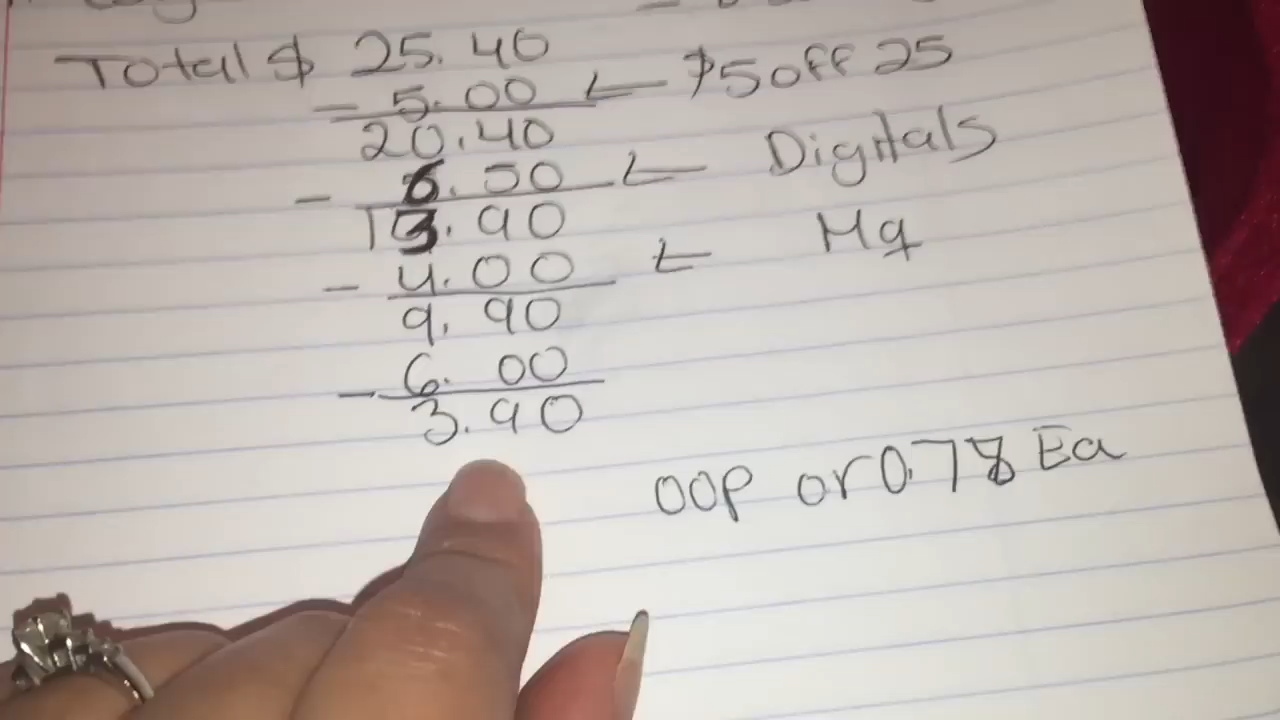 Total $ 25.40
- 5.00 ← $5 off 25
20.40
- 6.50 ← Digitals
13.90
- 4.00 ← Mq
9.90
- 6.00
3.90
OOP or 0.78 Ea